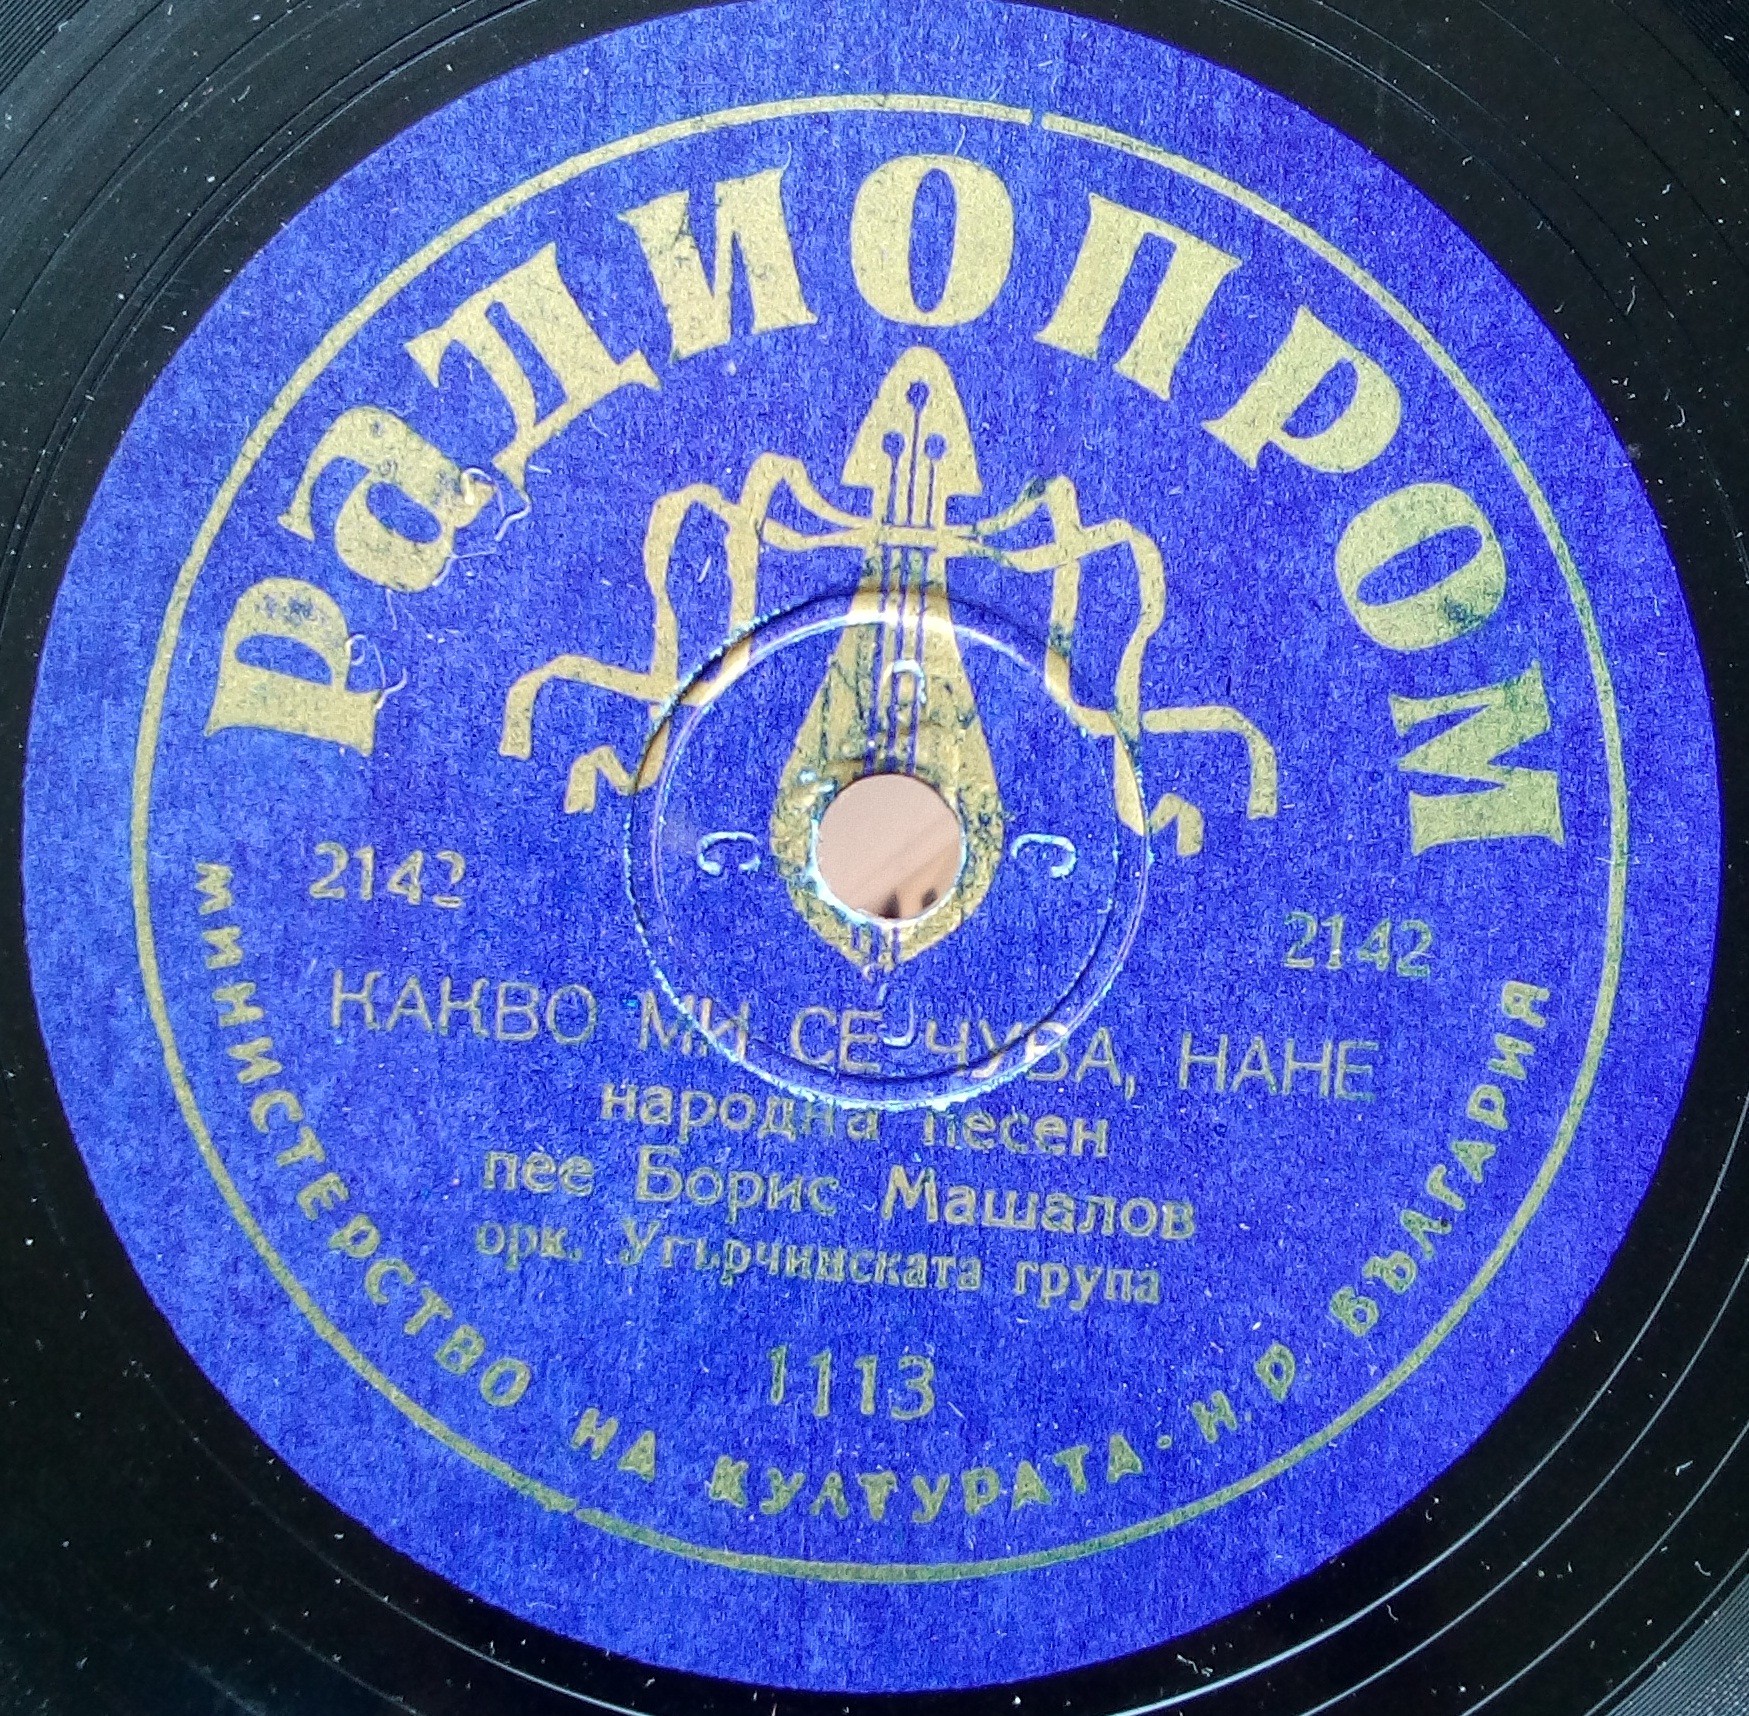 РАДИОПРОМ
2142
2142
КАКВО МИ СЕ ЧУВА, НАНЕ
народна песен
пее Борис Машалов
орк. Угърчинската група
1113
МИНИСТЕРСТВО НА КУЛТУРАТА · Н.Р. БЪЛГАРИЯ